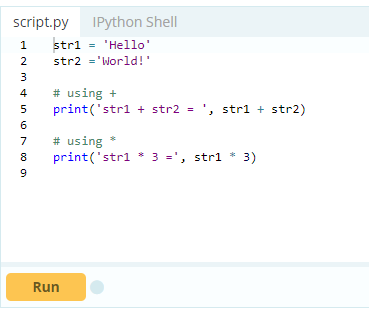 script.py IPython Shell
1 str1 = 'Hello'
2 str2 ='World!'
3
4 # using +
5 print('str1 + str2 = ', str1 + str2)
6
7 # using *
8 print('str1 * 3 =', str1 * 3)
9
Run